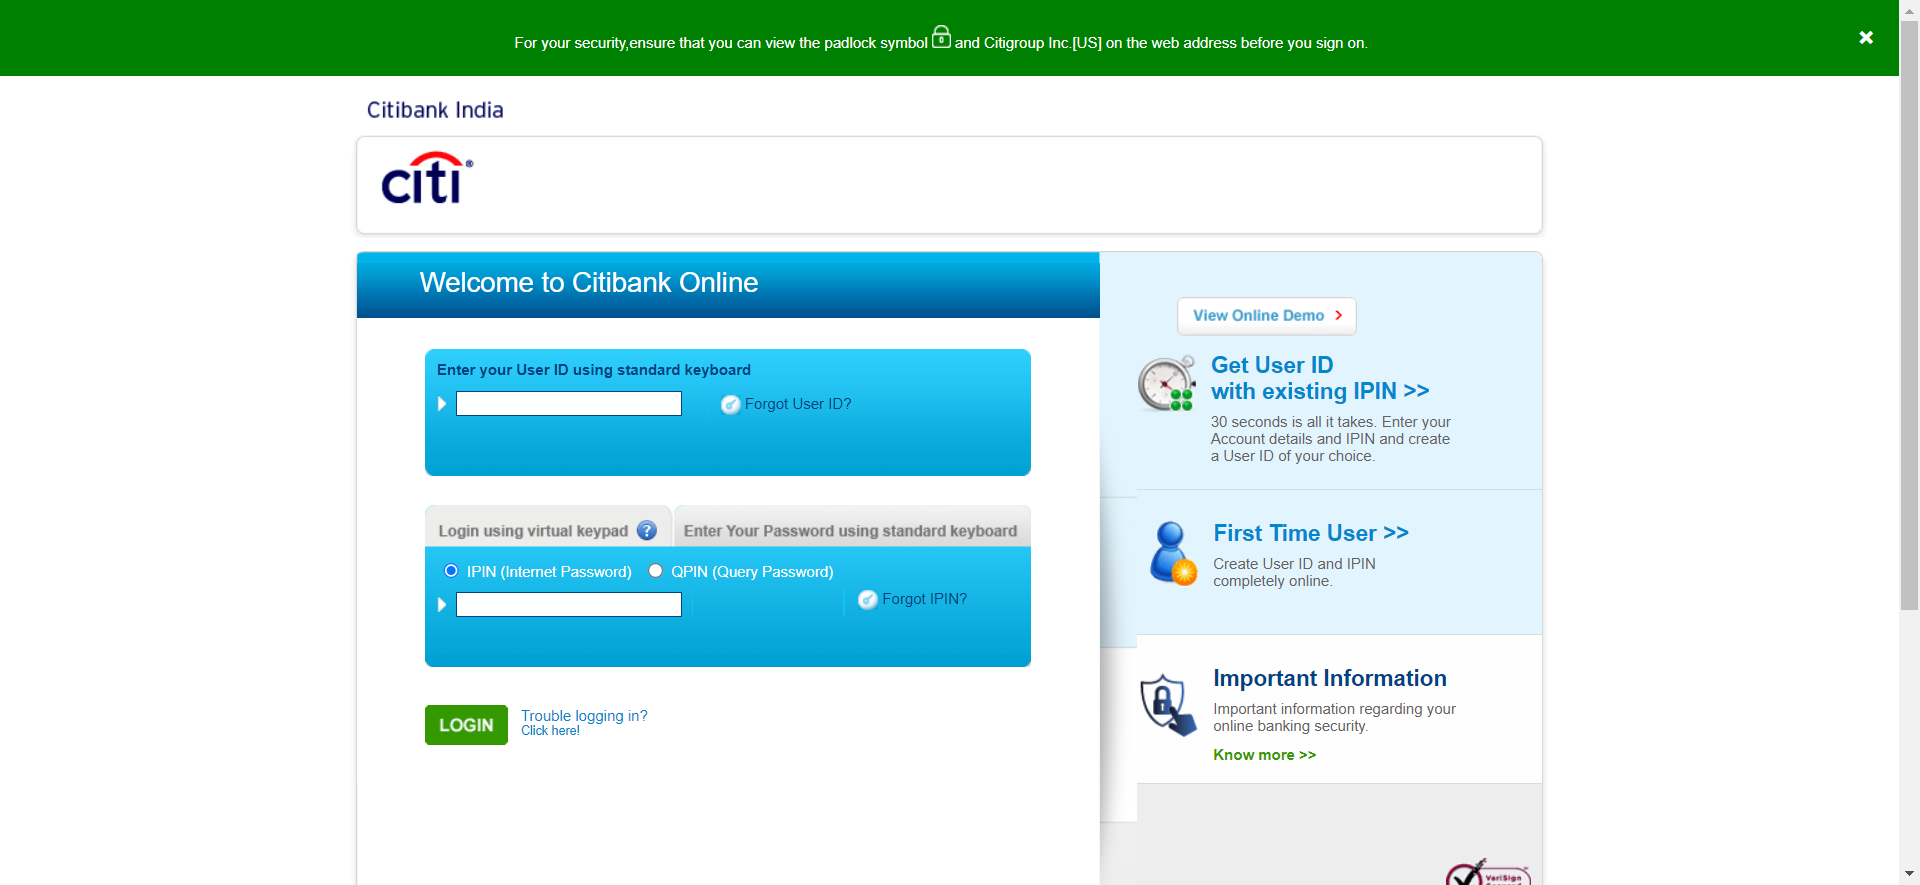 For your security,ensure that you can view the padlock symbol and Citigroup Inc.[US] on the web address before you sign on.
Citibank India
citi®
Welcome to Citibank Online
Enter your User ID using standard keyboard
Forgot User ID?
Login using virtual keypad ? Enter Your Password using standard keyboard
IPIN (Internet Password) QPIN (Query Password)
Forgot IPIN?
LOGIN
Trouble logging in?
Click here!
View Online Demo
Get User ID
with existing IPIN >>
30 seconds is all it takes. Enter your
Account details and IPIN and create
a User ID of your choice.
First Time User >>
Create User ID and IPIN
completely online.
Important Information
Important information regarding your
online banking security.
Know more >>
VeriSign